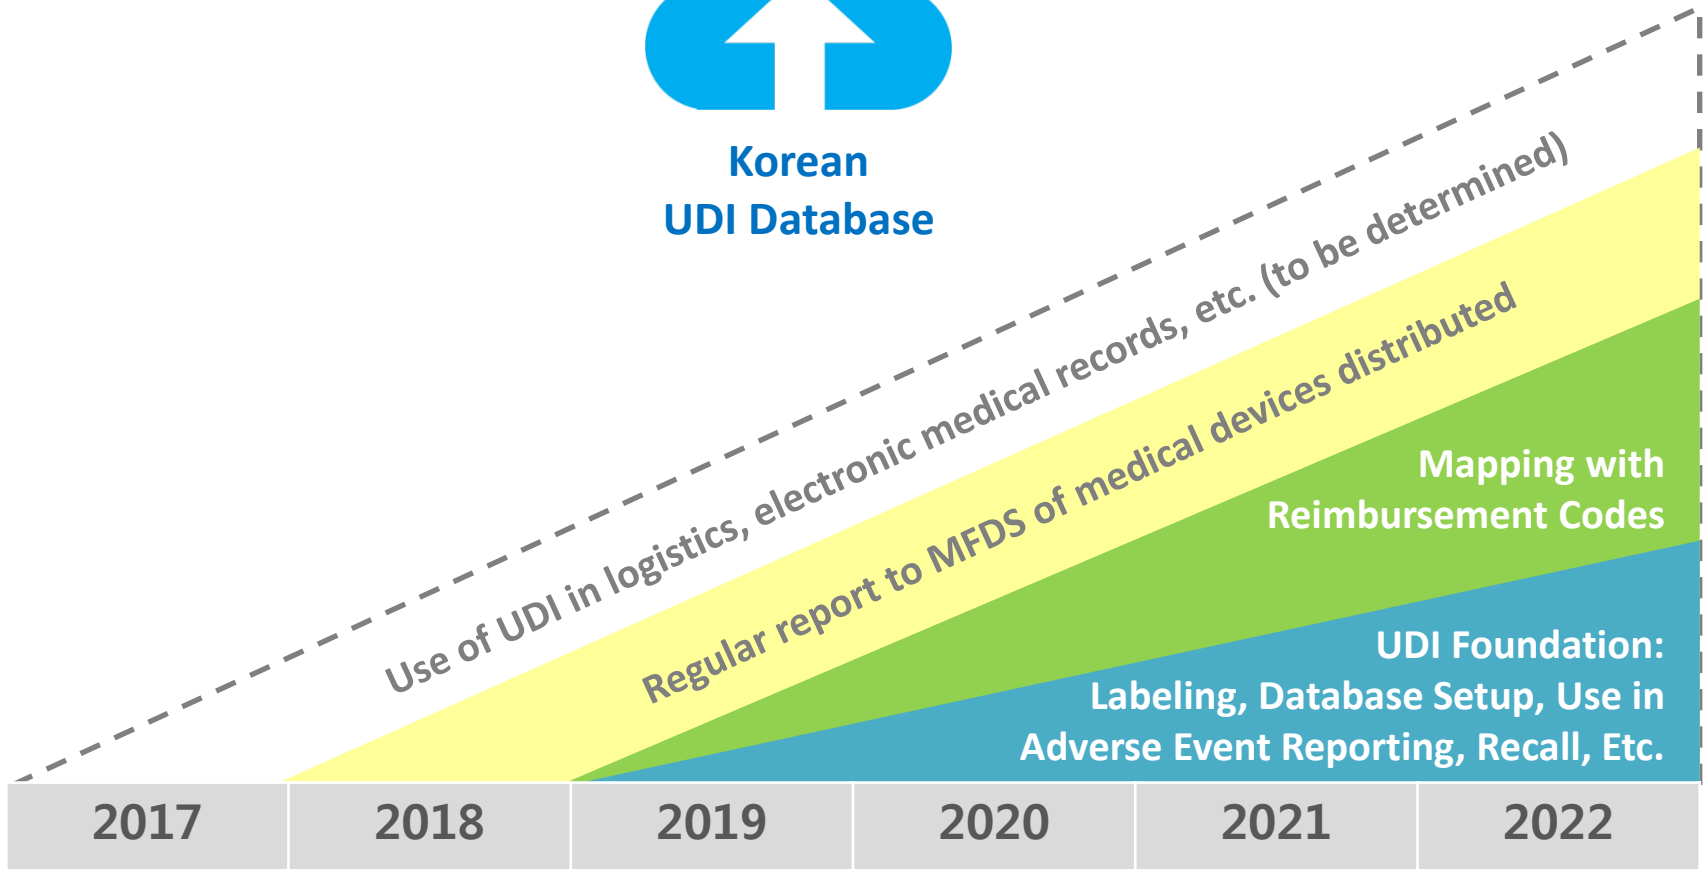 Korean
UDI Database
Use of UDI in logistics, electronic medical records, etc. (to be determined)
Regular report to MFDS of medical devices distributed
Mapping with
Reimbursement Codes
UDI Foundation:
Labeling, Database Setup, Use in
Adverse Event Reporting, Recall, Etc.
2017 2018 2019 2020 2021 2022